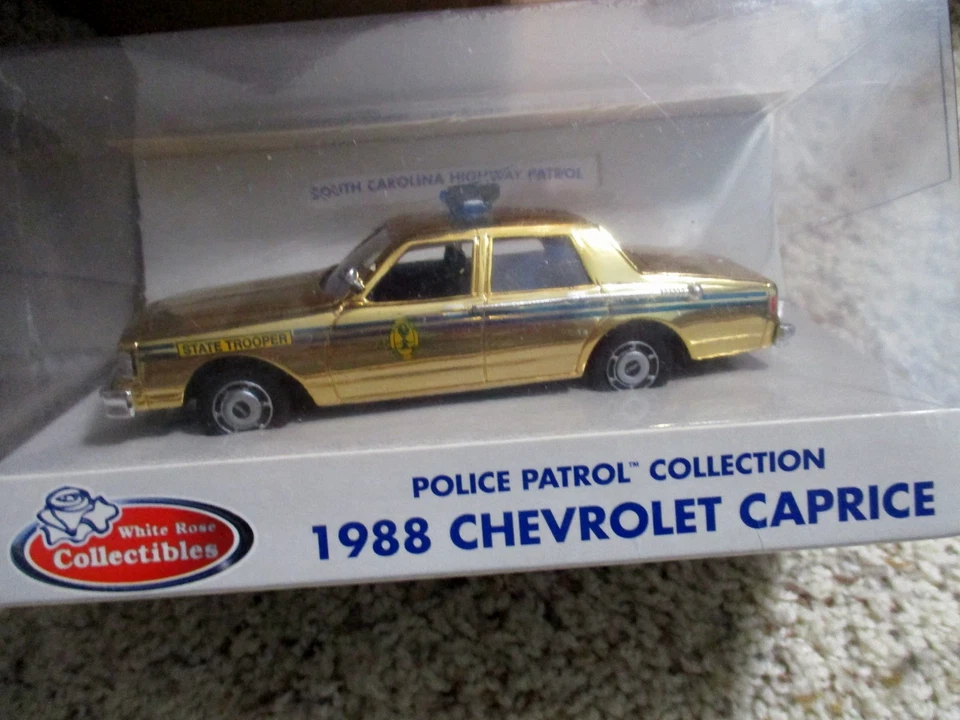 SOUTH CAROLINA HIGHWAY PATROL
STATE TROOPER
POLICE PATROL™ COLLECTION
1988 CHEVROLET CAPRICE
White Rose
Collectibles